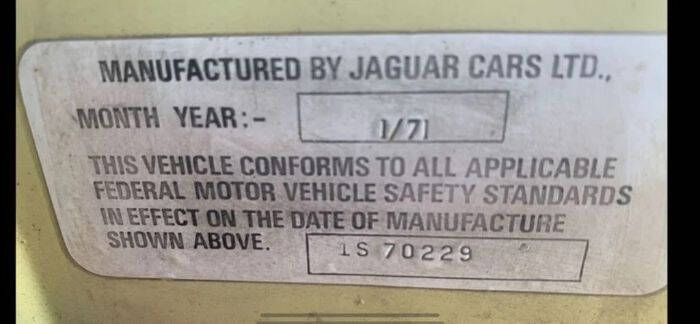 MANUFACTURED BY JAGUAR CARS LTD.,
MONTH YEAR:- 1/71
THIS VEHICLE CONFORMS TO ALL APPLICABLE
FEDERAL MOTOR VEHICLE SAFETY STANDARDS
IN EFFECT ON THE DATE OF MANUFACTURE
SHOWN ABOVE. 1S 70229